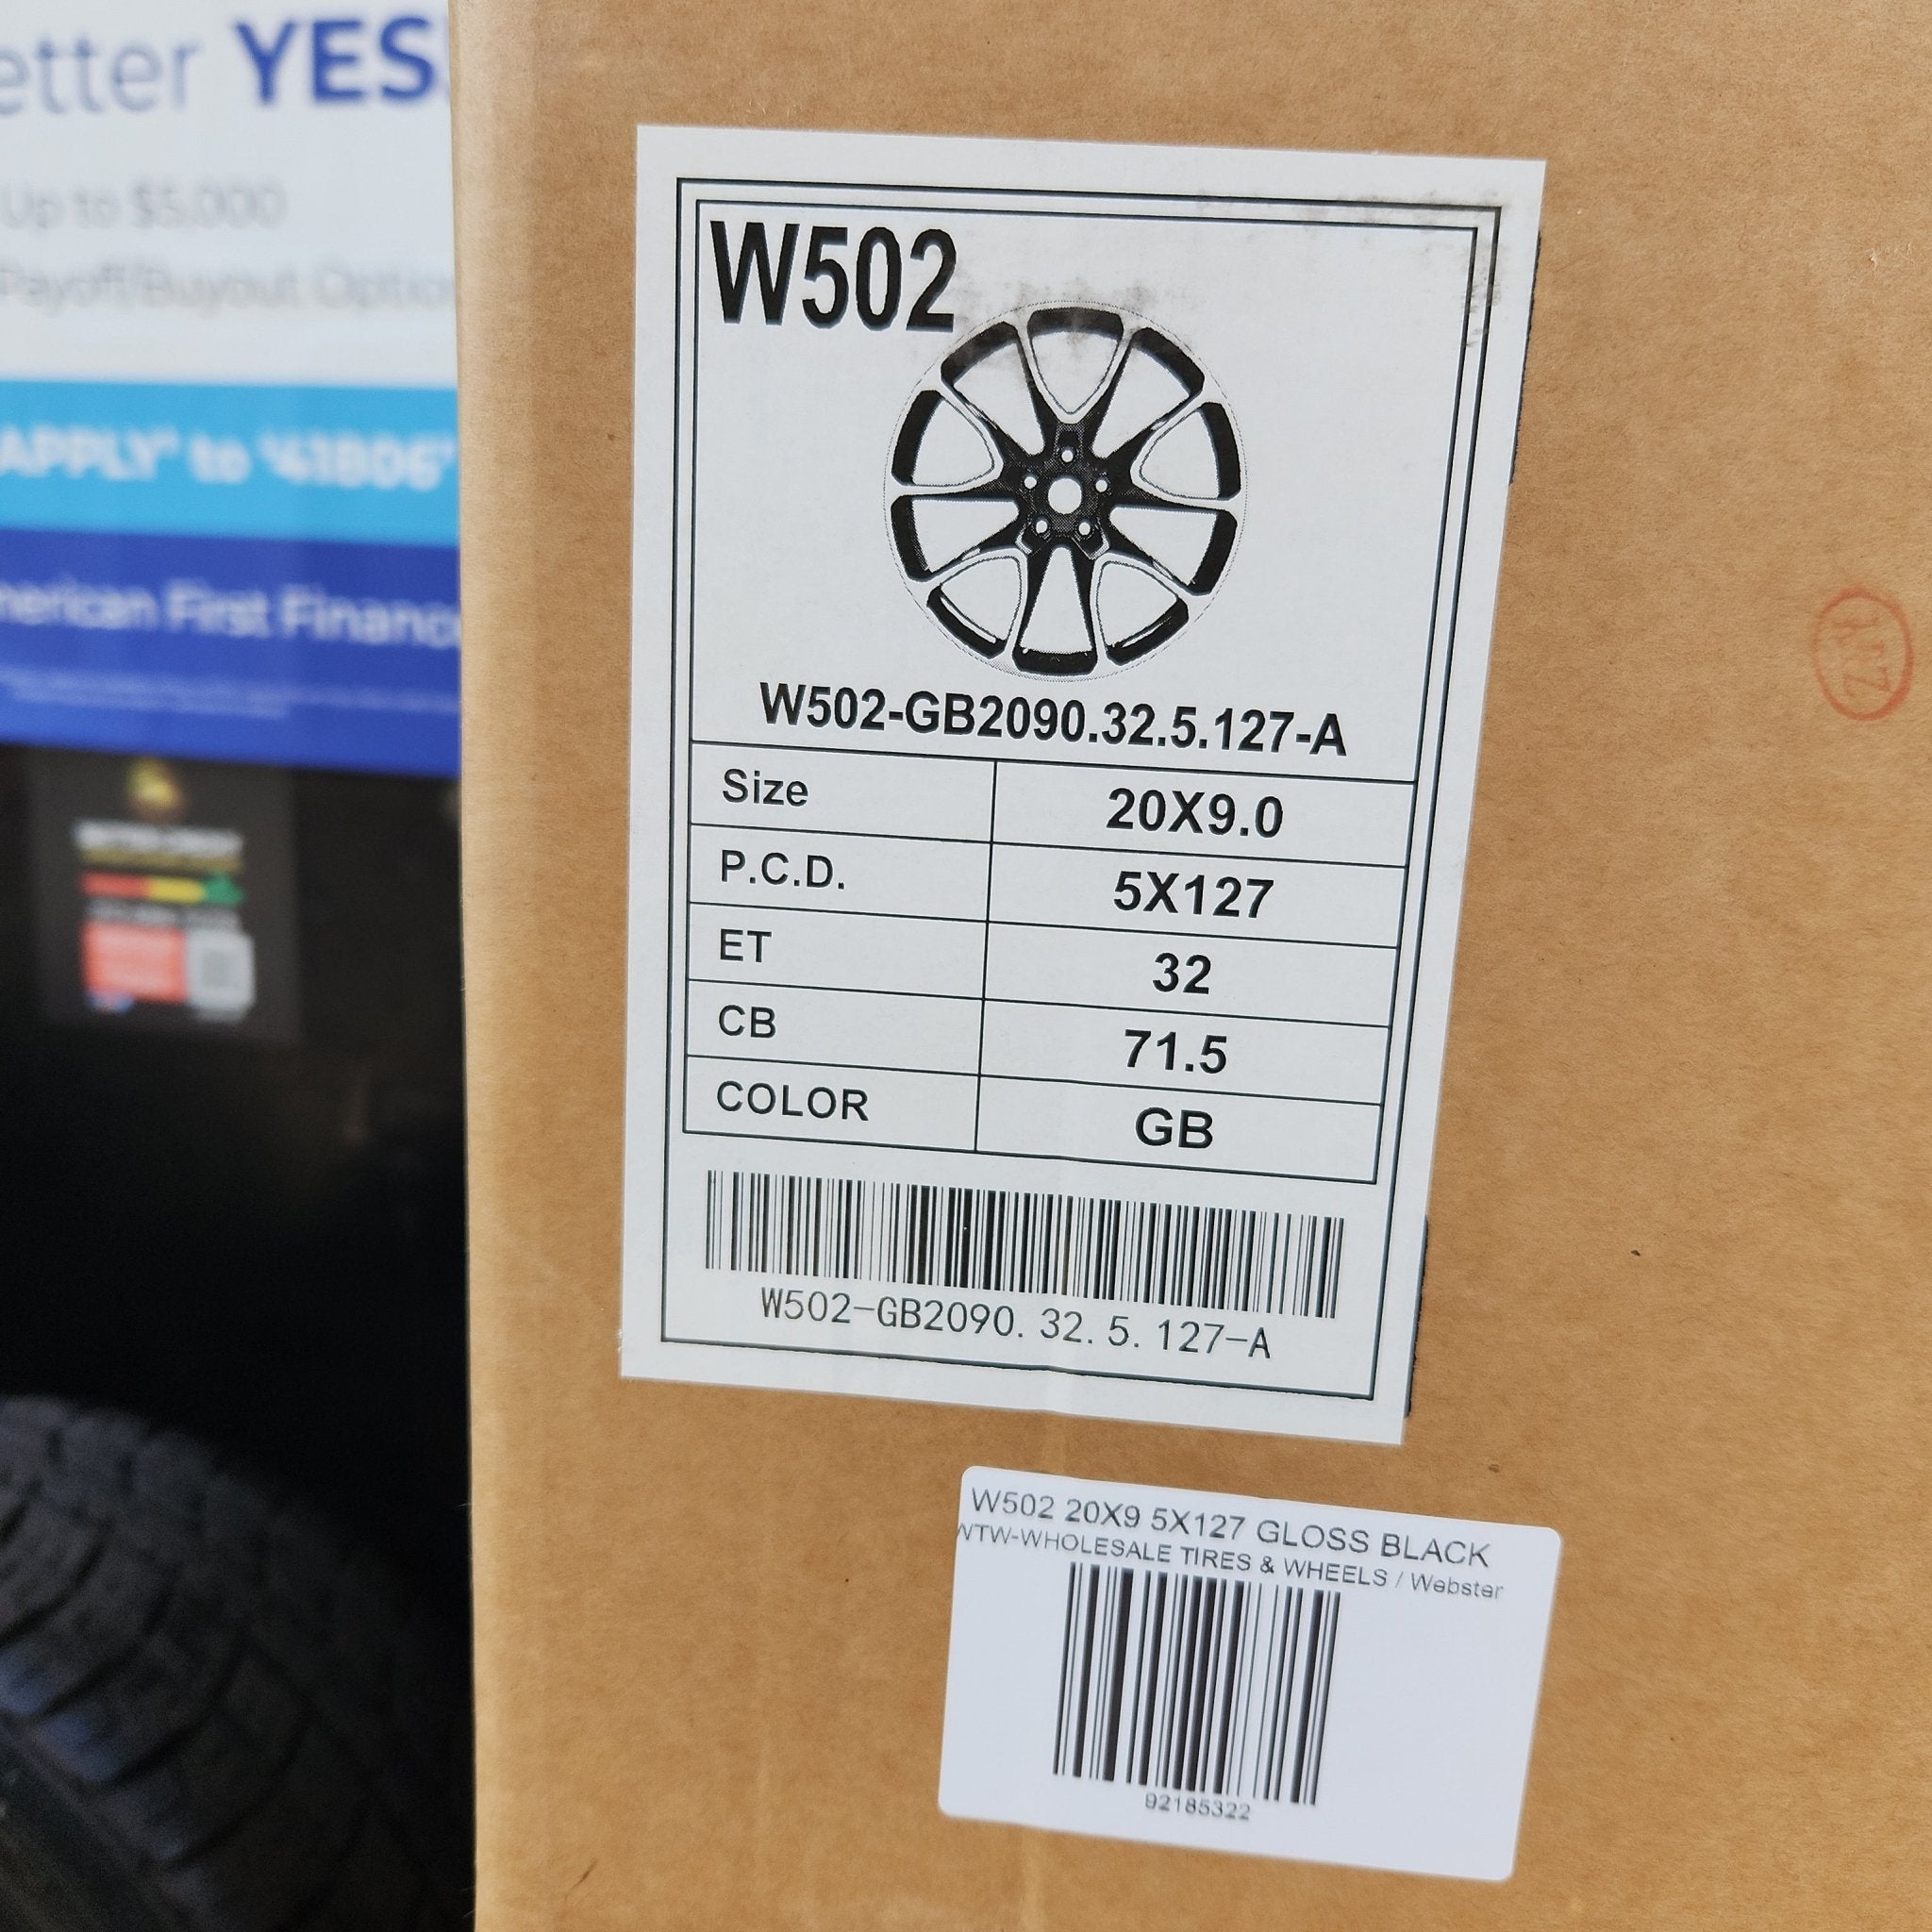 etter YES!
Up to $5,000
Payoff/Buyout Option
APPLY" to "41806"
merican First Finance
W502
W502-GB2090.32.5.127-A
Size 20X9.0
P.C.D. 5X127
ET 32
CB 71.5
COLOR GB
W502-GB2090.32.5.127-A
W502 20X9 5X127 GLOSS BLACK
WTW-WHOLESALE TIRES & WHEELS / Webster
92185322